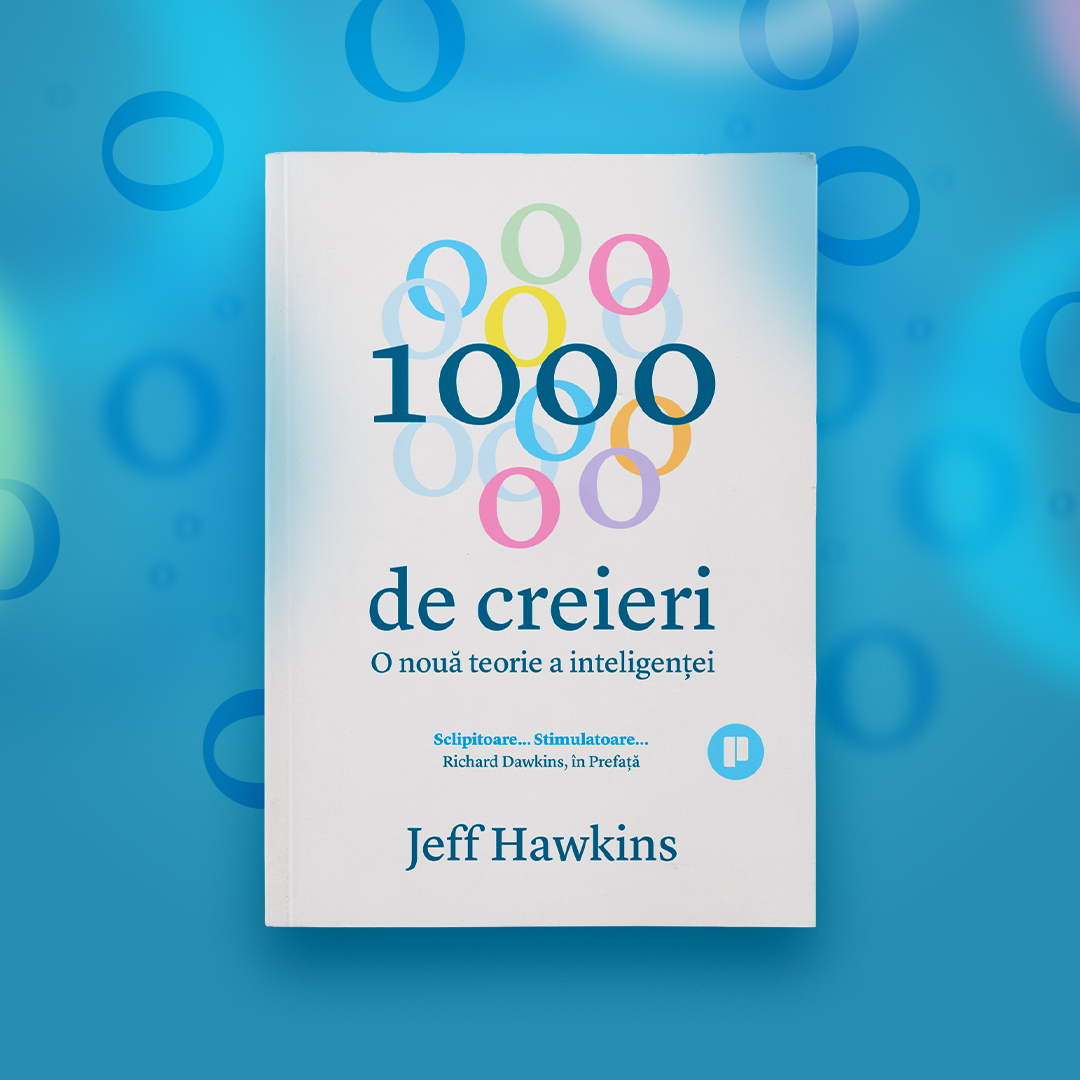 1000
de creieri
O nouă teorie a inteligenței
Sclipitoare... Stimulatoare...
Richard Dawkins, în Prefață
Jeff Hawkins